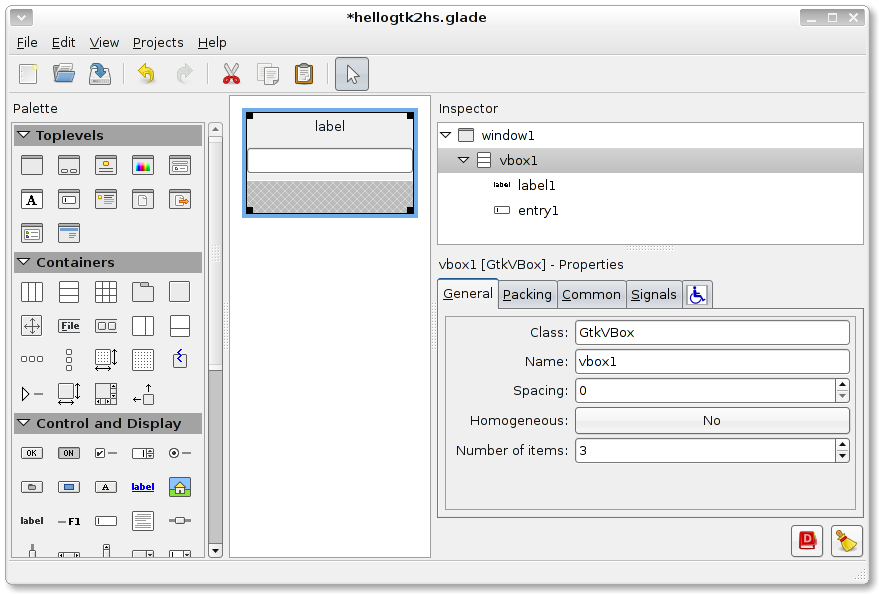 *hellogtk2hs.glade
File Edit View Projects Help
Palette
Toplevels
A
Containers
File
Control and Display
OK ON
A label
label F1
label
Inspector
window1
vbox1
label label1
entry1
vbox1 [GtkVBox] - Properties
General Packing Common Signals
Class: GtkVBox
Name: vbox1
Spacing: 0
Homogeneous: No
Number of items: 3
D